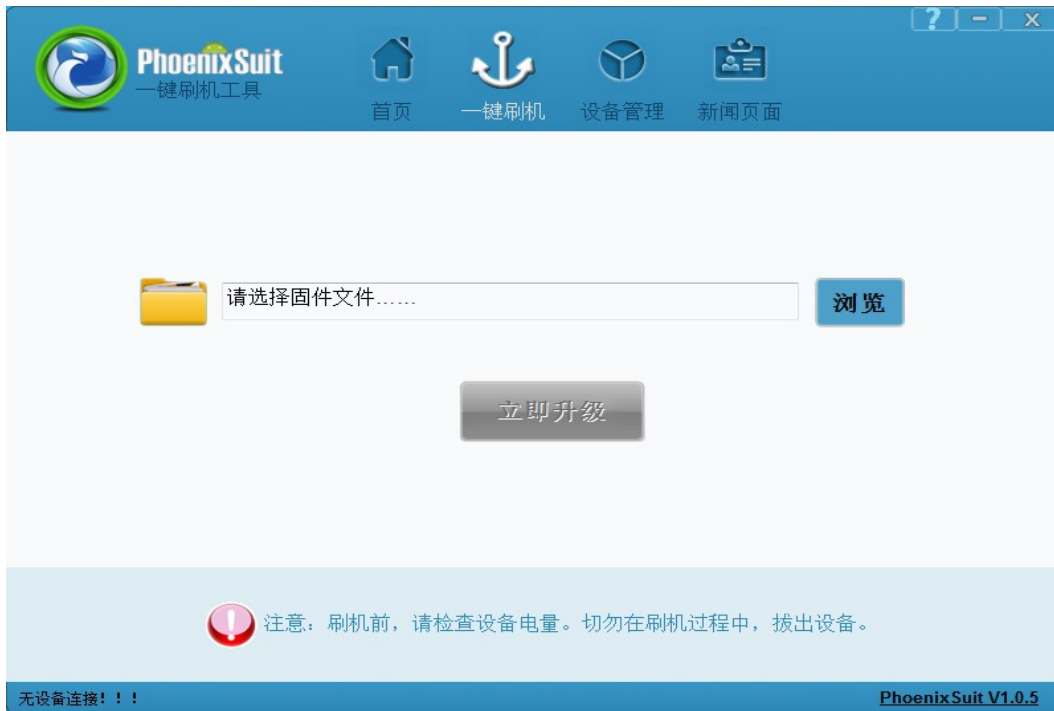 ? – x
PhoenixSuit
一键刷机工具
首页 一键刷机 设备管理 新闻页面
请选择固件文件…… 浏览
立即升级
注意：刷机前，请检查设备电量。切勿在刷机过程中，拔出设备。
无设备连接！！！ PhoenixSuit V1.0.5